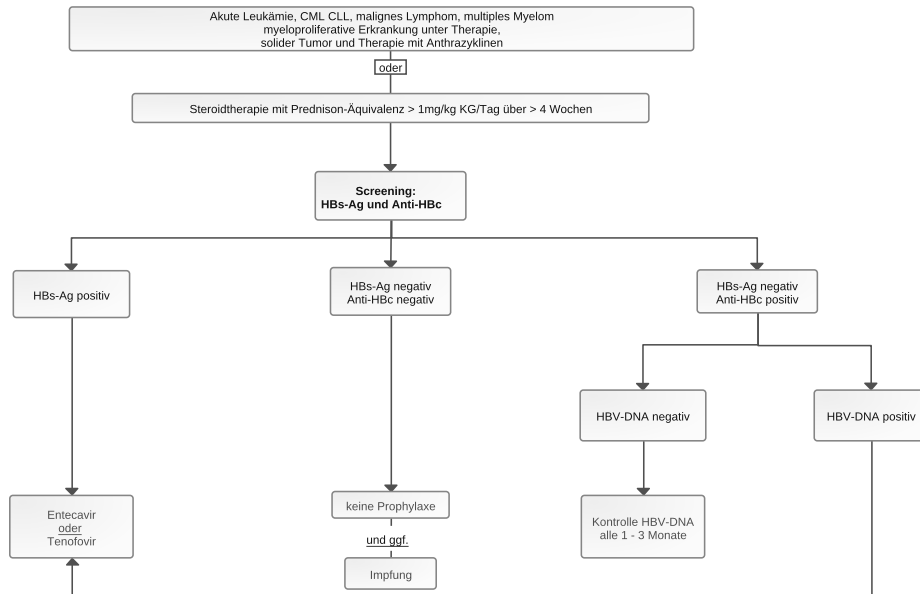 Akute Leukämie, CML CLL, malignes Lymphom, multiples Myelom
myeloproliferative Erkrankung unter Therapie,
solider Tumor und Therapie mit Anthrazyklinen
oder
Steroidtherapie mit Prednison-Äquivalenz > 1mg/kg KG/Tag über > 4 Wochen
Screening:
HBs-Ag und Anti-HBc
HBs-Ag positiv
HBs-Ag negativ
Anti-HBc negativ
HBs-Ag negativ
Anti-HBc positiv
HBV-DNA negativ
HBV-DNA positiv
Entecavir
oder
Tenofovir
keine Prophylaxe
und ggf.
Impfung
Kontrolle HBV-DNA
alle 1 - 3 Monate